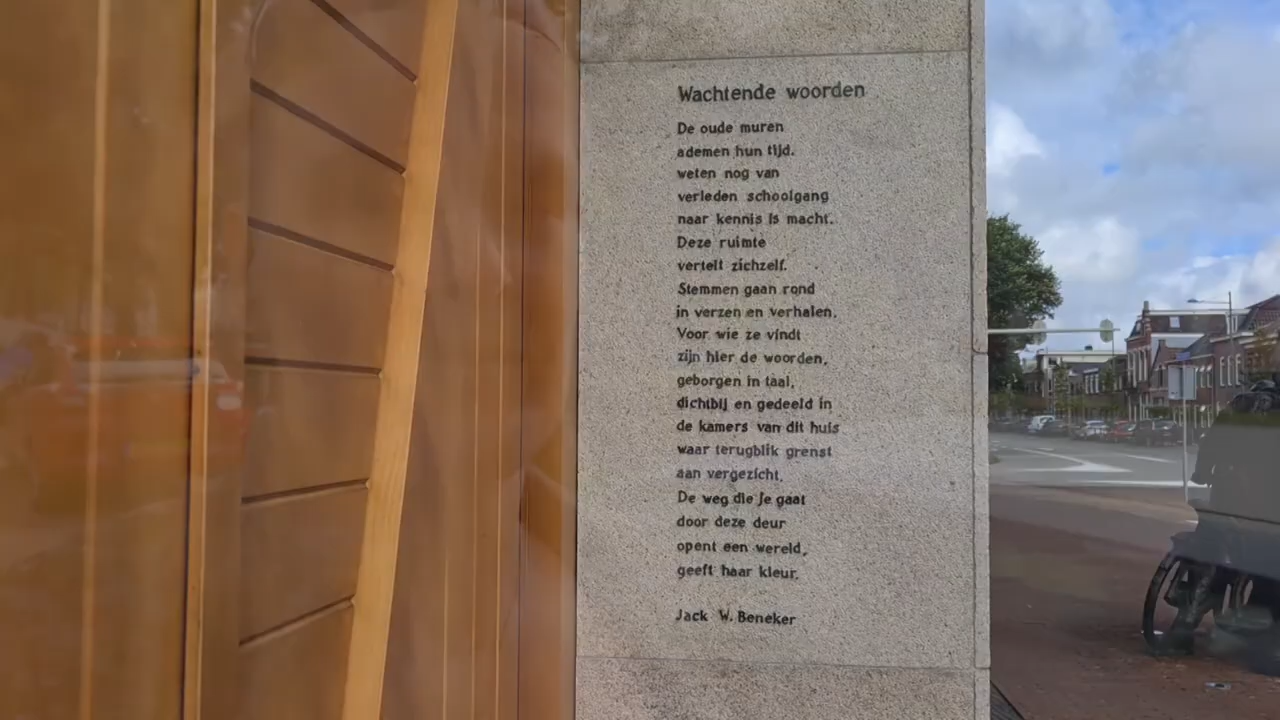 Wachtende woorden
De oude muren
ademen hun tijd.
weten nog van
verleden schoolgang
naar kennis is macht.
Deze ruimte
vertelt zichzelf.
Stemmen gaan rond
in verzen en verhalen.
Voor wie ze vindt
zijn hier de woorden,
geborgen in taal,
dichtbij en gedeeld in
de kamers van dit huis
waar terugblik grenst
aan vergezicht.
De weg die je gaat
door deze deur
opent een wereld,
geeft haar kleur.
Jack W. Beneker